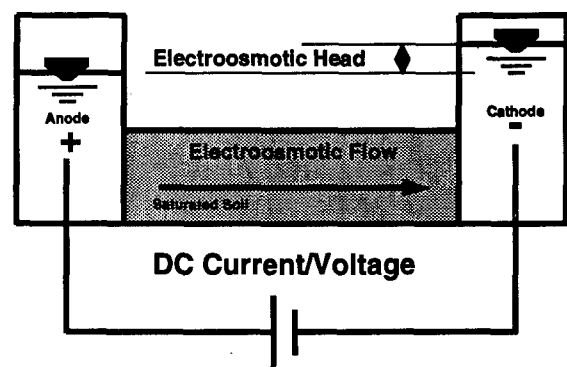 Electroosmotic Head
Anode
+
Cathode
-
Electroosmotic Flow
Saturated Soil
DC Current/Voltage